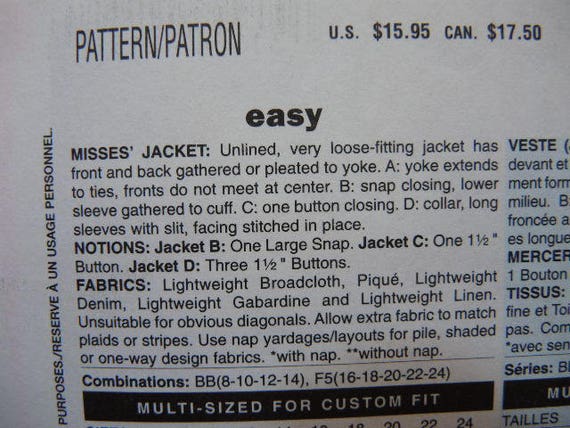 PATTERN/PATRON
U.S. $15.95 CAN. $17.50
easy
MISSES' JACKET: Unlined, very loose-fitting jacket has
front and back gathered or pleated to yoke. A: yoke extends
to ties, fronts do not meet at center. B: snap closing, lower
sleeve gathered to cuff. C: one button closing. D: collar, long
sleeves with slit, facing stitched in place.
NOTIONS: Jacket B: One Large Snap. Jacket C: One 1½"
Button. Jacket D: Three 1½" Buttons.
FABRICS: Lightweight Broadcloth, Piqué, Lightweight
Denim, Lightweight Gabardine and Lightweight Linen.
Unsuitable for obvious diagonals. Allow extra fabric to match
plaids or stripes. Use nap yardages/layouts for pile, shaded
or one-way design fabrics. *with nap. **without nap.
Combinations: BB(8-10-12-14), F5(16-18-20-22-24)
MULTI-SIZED FOR CUSTOM FIT
18 20 22 24
VESTE (
devant et
ment form
milieu. B
froncée a
es longue
MERCER
1 Bouton
TISSUS:
fine et Toi
pas. Com
*avec sen
Séries: B
MU
TAILLES
PURPOSES./RESERVE À UN USAGE PERSONNEL.